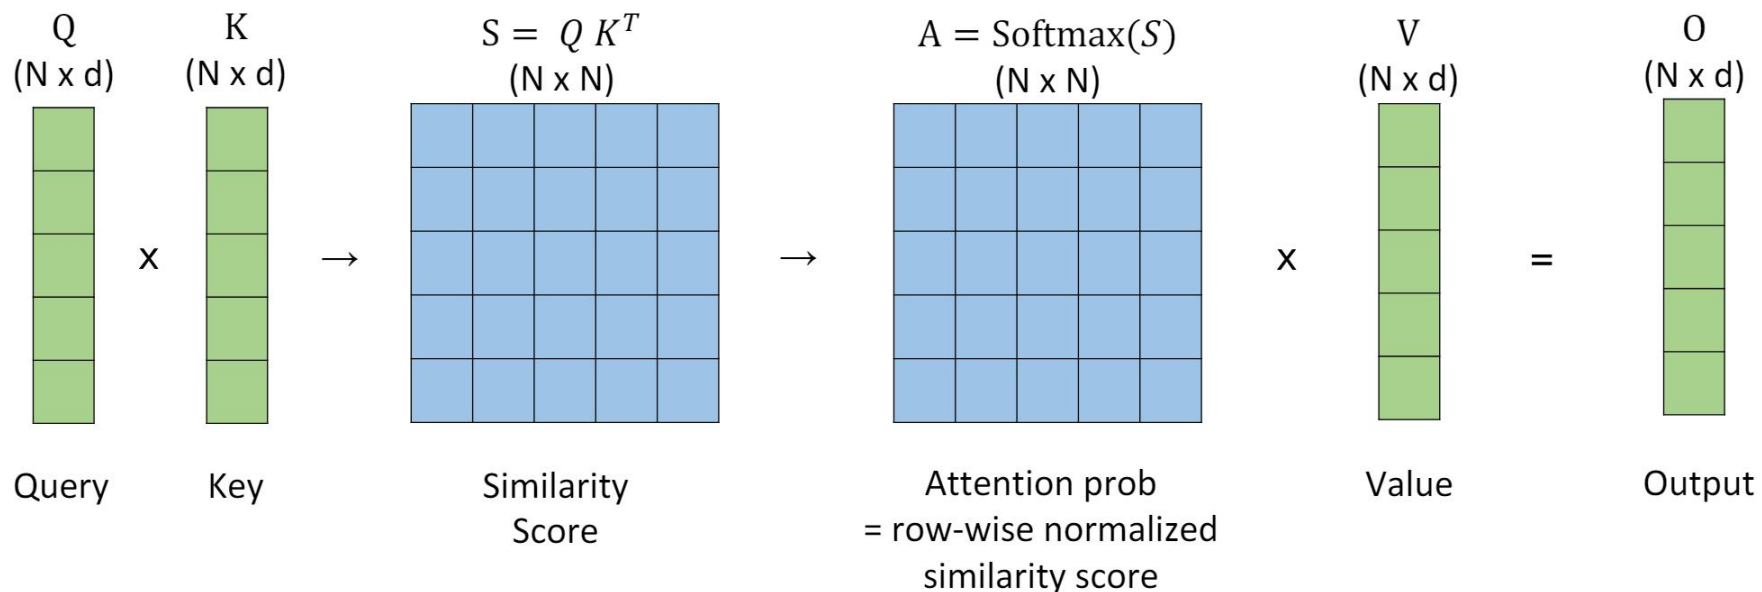 Q
(N x d)
K
(N x d)
S = Q K^T
(N x N)
A = Softmax(S)
(N x N)
V
(N x d)
O
(N x d)
x
→
→
x
=
Query
Key
Similarity
Score
Attention prob
= row-wise normalized
similarity score
Value
Output